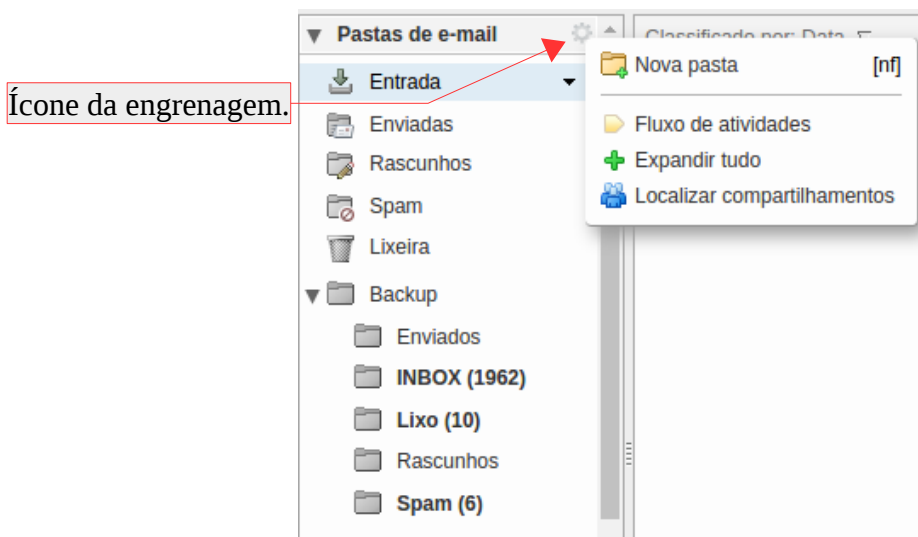 Pastas de e-mail
Classificado por: Data
Nova pasta [nf]
Entrada
Ícone da engrenagem.
Enviadas
Fluxo de atividades
Rascunhos
Expandir tudo
Spam
Localizar compartilhamentos
Lixeira
Backup
Enviados
INBOX (1962)
Lixo (10)
Rascunhos
Spam (6)